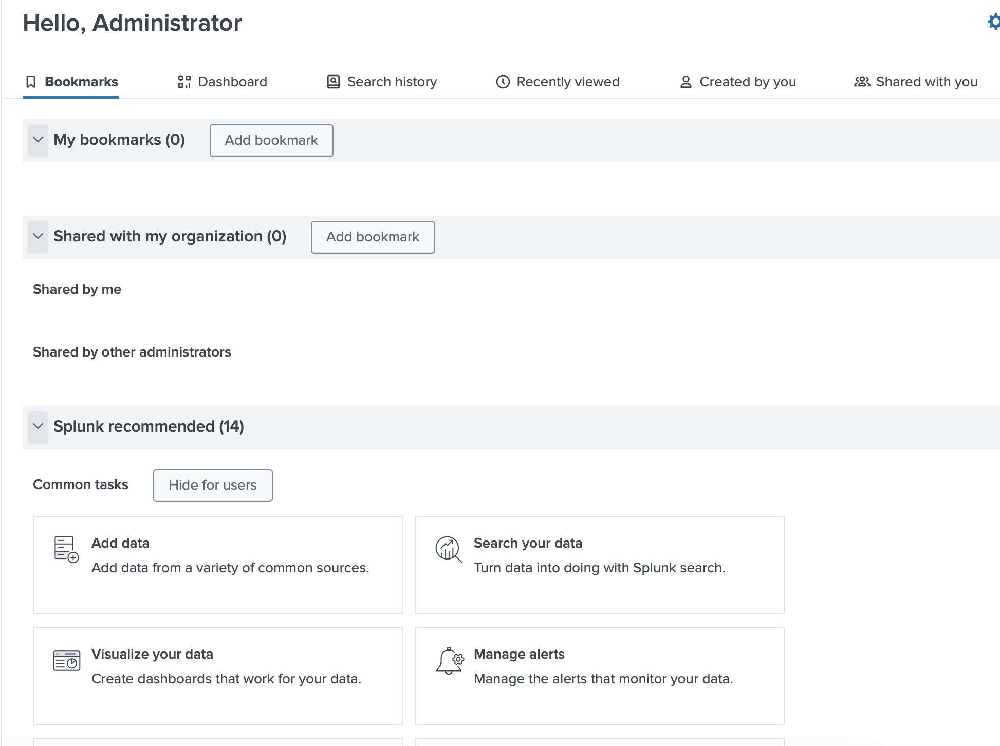 Hello, Administrator
Bookmarks
Dashboard
Search history
Recently viewed
Created by you
Shared with you
My bookmarks (0)
Add bookmark
Shared with my organization (0)
Add bookmark
Shared by me
Shared by other administrators
Splunk recommended (14)
Common tasks
Hide for users
Add data
Add data from a variety of common sources.
Search your data
Turn data into doing with Splunk search.
Visualize your data
Create dashboards that work for your data.
Manage alerts
Manage the alerts that monitor your data.